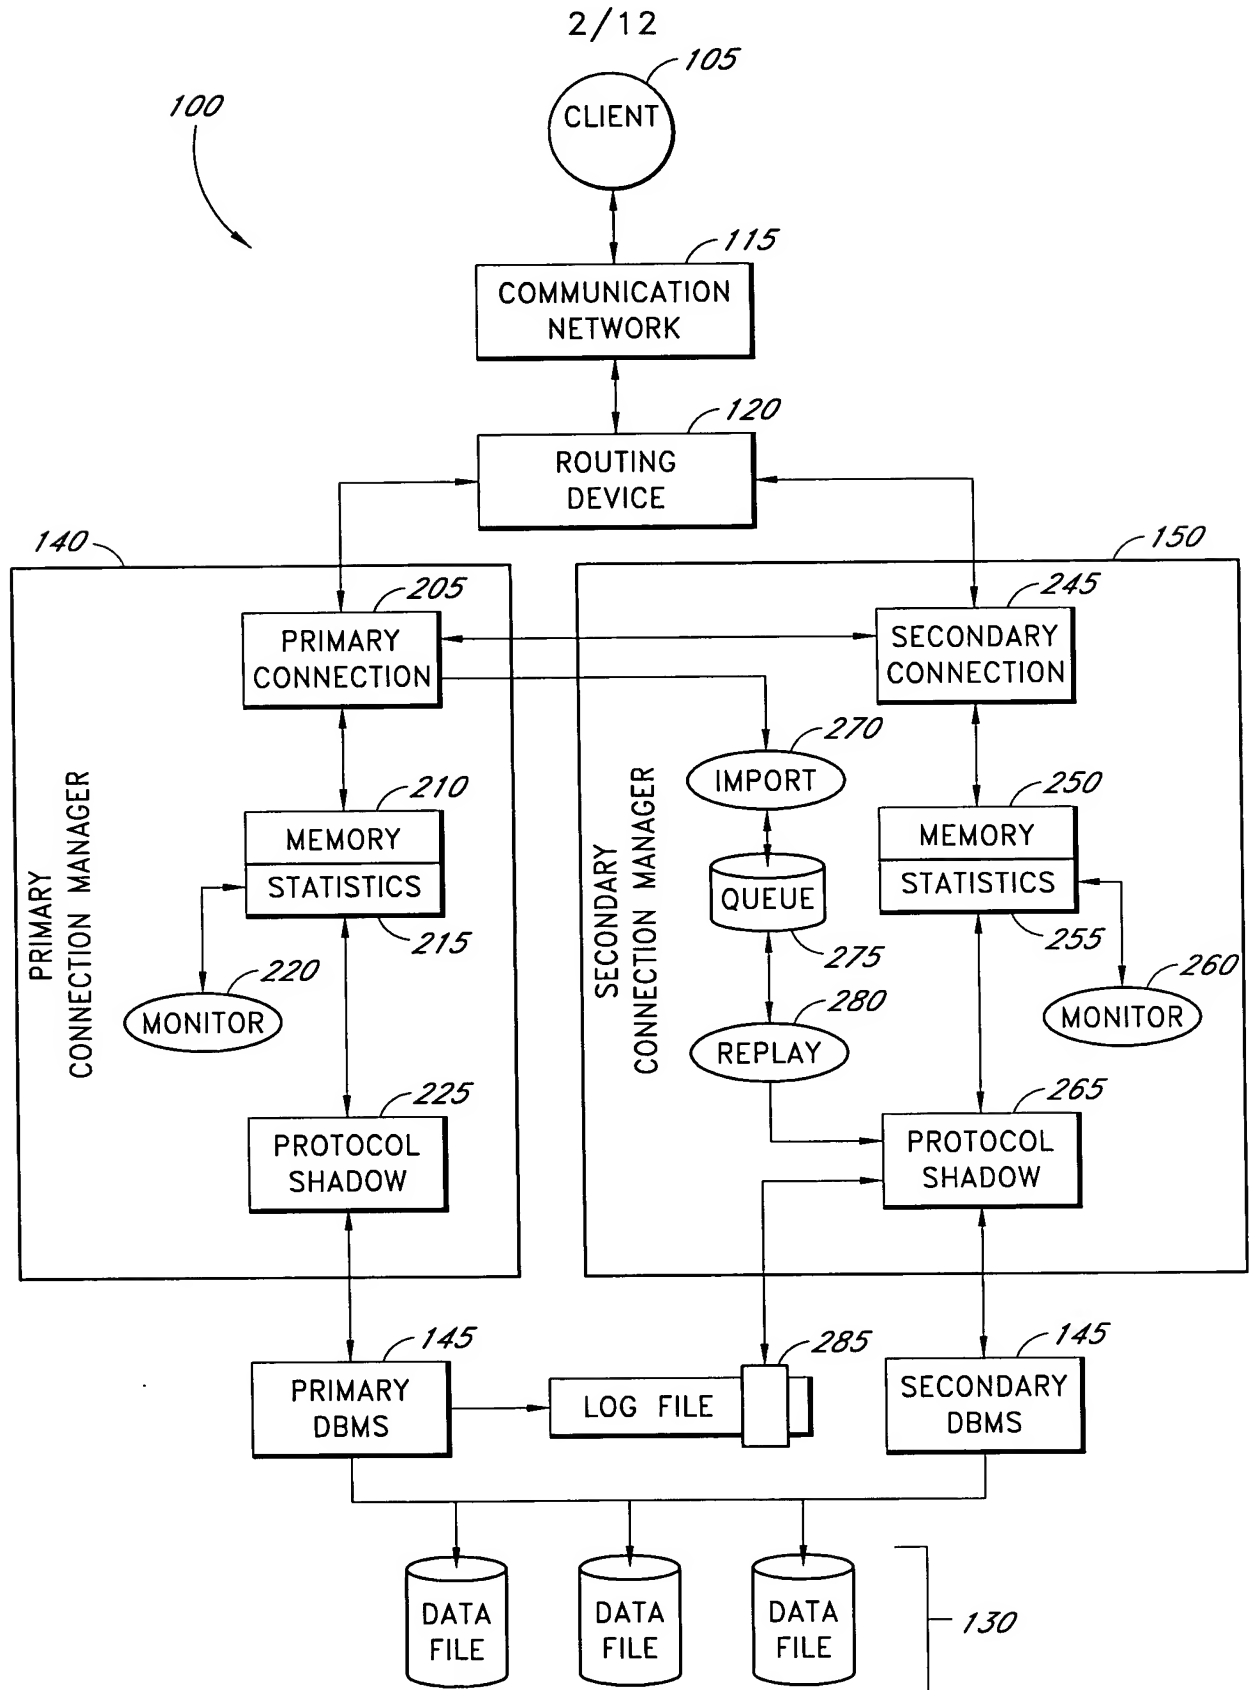 2/12
105
CLIENT
100
115
COMMUNICATION
NETWORK
120
ROUTING
DEVICE
140
150
205
PRIMARY
CONNECTION
245
SECONDARY
CONNECTION
270
IMPORT
210
MEMORY
STATISTICS
215
250
MEMORY
STATISTICS
255
QUEUE
275
PRIMARY
CONNECTION MANAGER
SECONDARY
CONNECTION MANAGER
220
MONITOR
280
REPLAY
260
MONITOR
225
PROTOCOL
SHADOW
265
PROTOCOL
SHADOW
145
PRIMARY
DBMS
LOG FILE
285
145
SECONDARY
DBMS
DATA
FILE
DATA
FILE
DATA
FILE
130